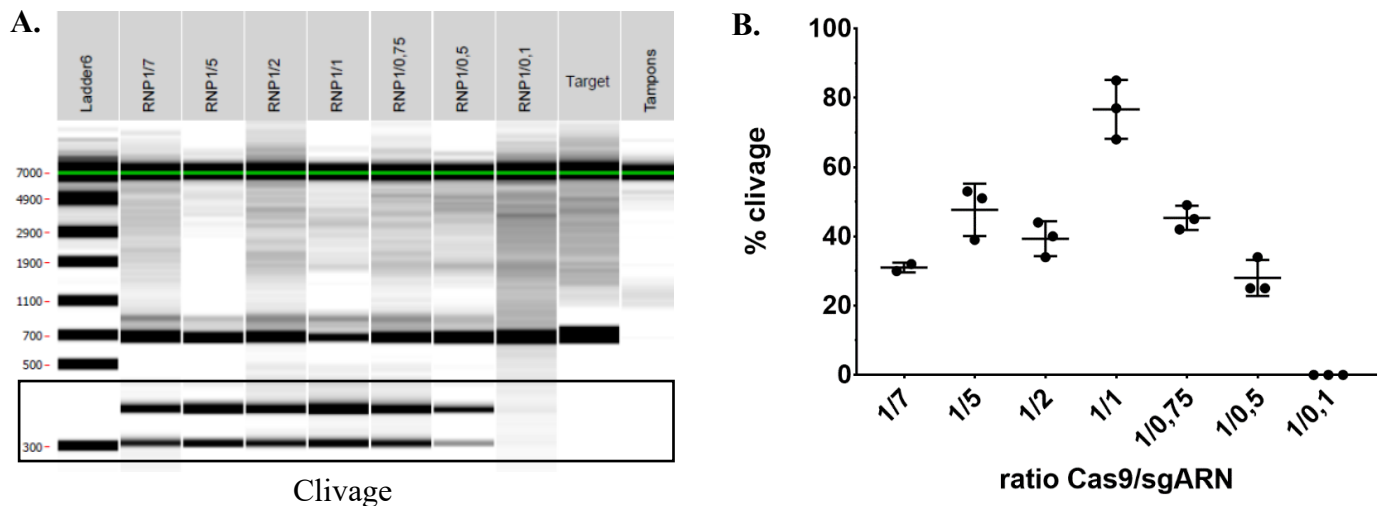 A.
Ladder6
RNP1/7
RNP1/5
RNP1/2
RNP1/1
RNP1/0,75
RNP1/0,5
RNP1/0,1
Target
Tampons
7000
4900
2900
1900
1100
700
500
300
Clivage
B.
% clivage
100
80
60
40
20
0
1/7
1/5
1/2
1/1
1/0,75
1/0,5
1/0,1
ratio Cas9/sgARN